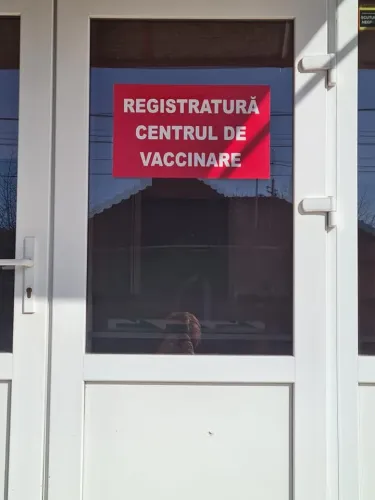 REGISTRATURĂ
CENTRUL DE
VACCINARE